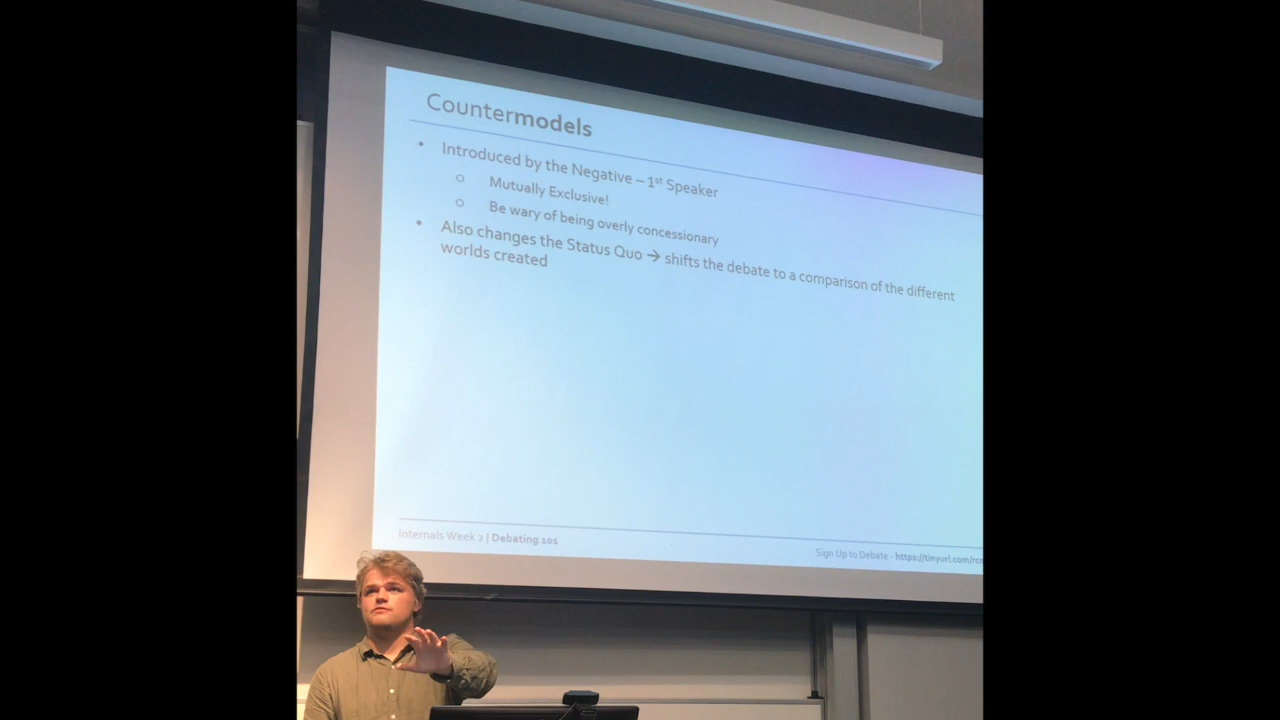 Countermodels
• Introduced by the Negative – 1st Speaker
o Mutually Exclusive!
o Be wary of being overly concessionary
• Also changes the Status Quo → shifts the debate to a comparison of the different
worlds created
Internals Week 2 | Debating 101
Sign Up to Debate - https://tinyurl.com/rcn